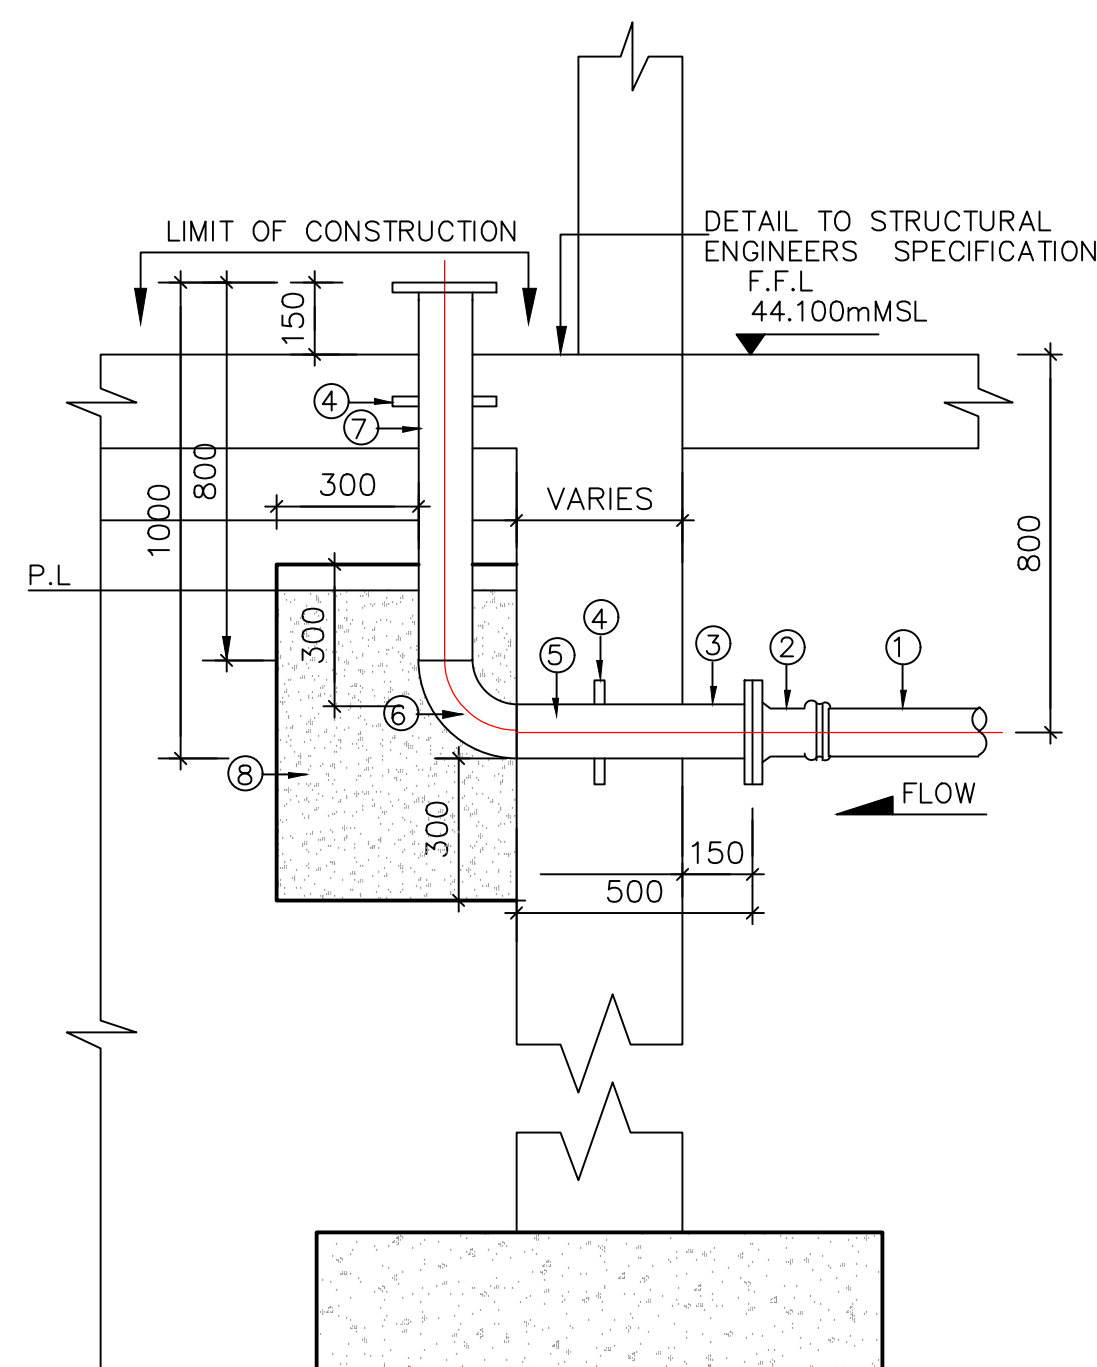 LIMIT OF CONSTRUCTION
DETAIL TO STRUCTURAL
ENGINEERS SPECIFICATION
F.F.L
44.100mMSL
150
4
7
800
300
VARIES
1000
800
P.L
300
4
5
3
2
1
6
8
FLOW
300
150
500